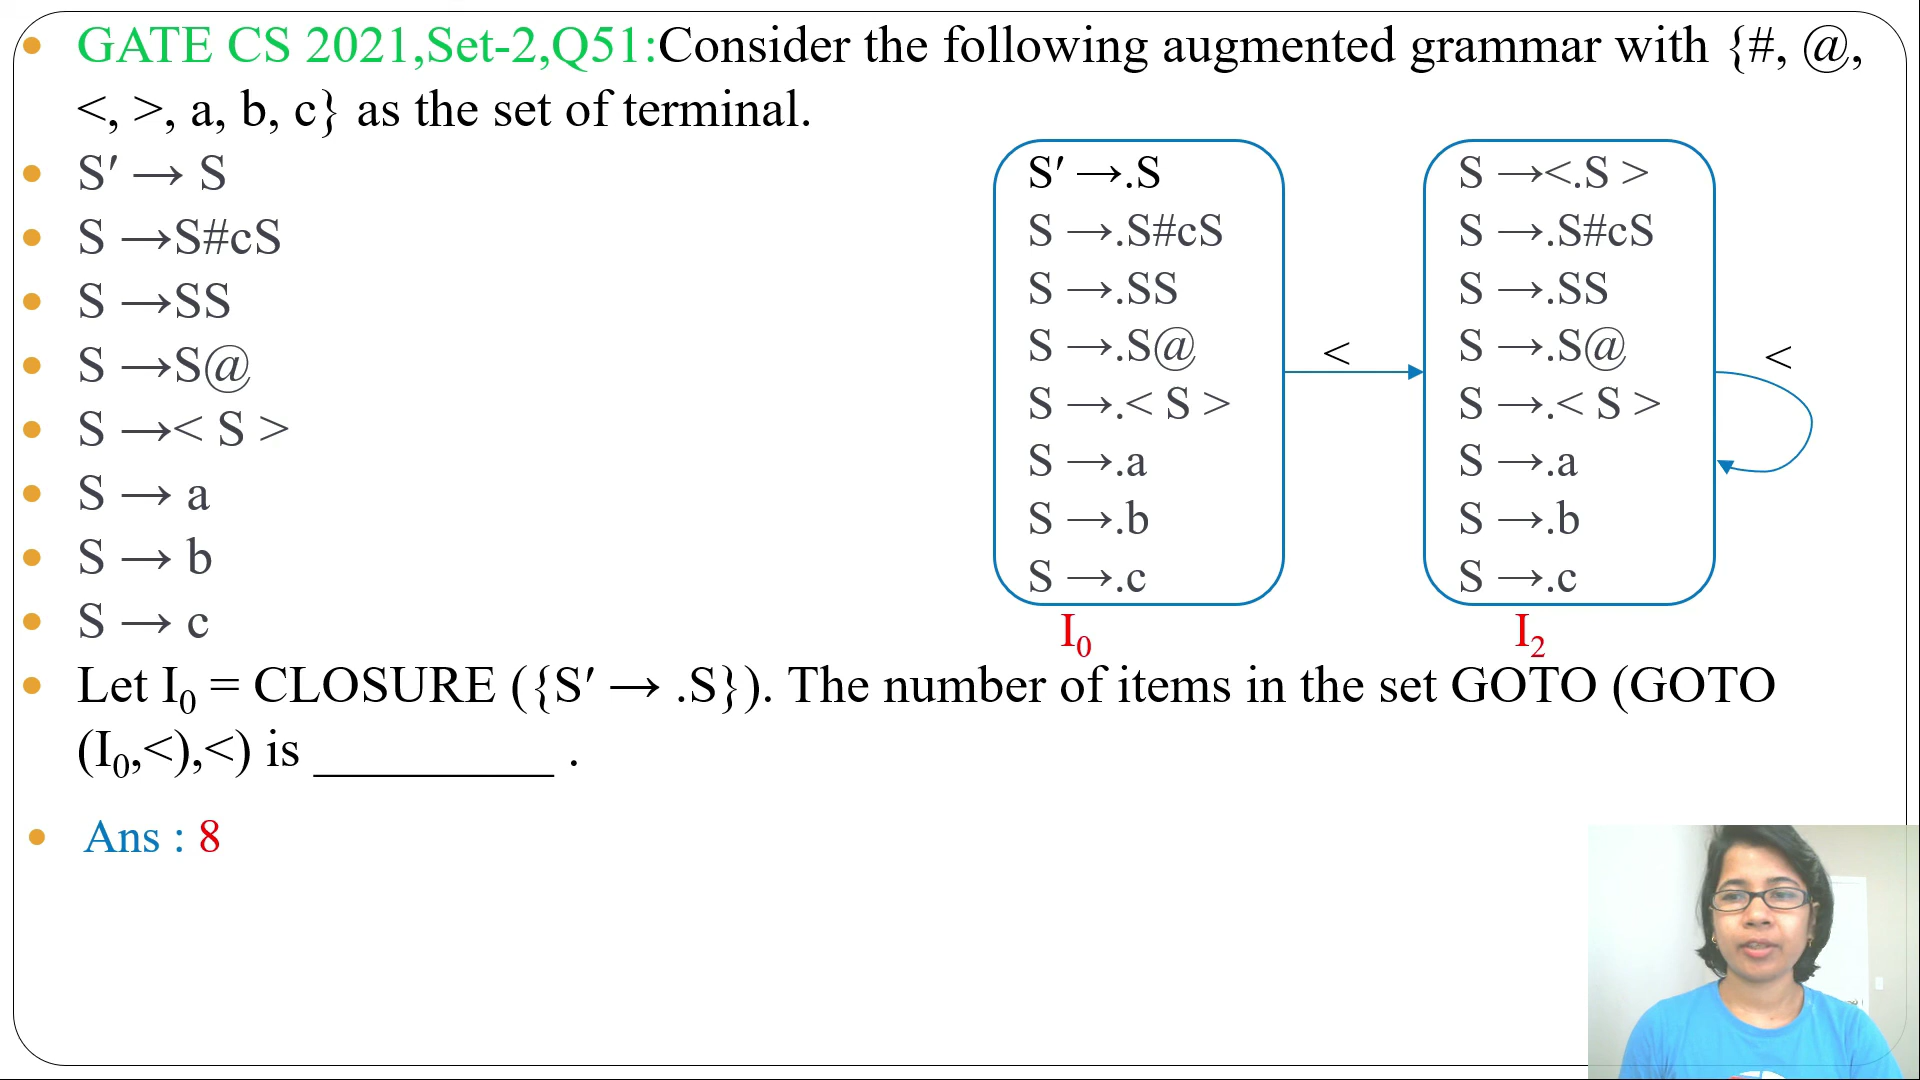 GATE CS 2021,Set-2,Q51:Consider the following augmented grammar with {#, @,
<, >, a, b, c} as the set of terminal.
S′ → S
S →S#cS
S →SS
S →S@
S →< S >
S → a
S → b
S → c
S′ →.S
S →.S#cS
S →.SS
S →.S@
S →.< S >
S →.a
S →.b
S →.c
I₀
<
S →<.S >
S →.S#cS
S →.SS
S →.S@
S →.< S >
S →.a
S →.b
S →.c
I₂
<
Let I₀ = CLOSURE ({S′ → .S}). The number of items in the set GOTO (GOTO
(I₀,<),<) is __________ .
Ans : 8